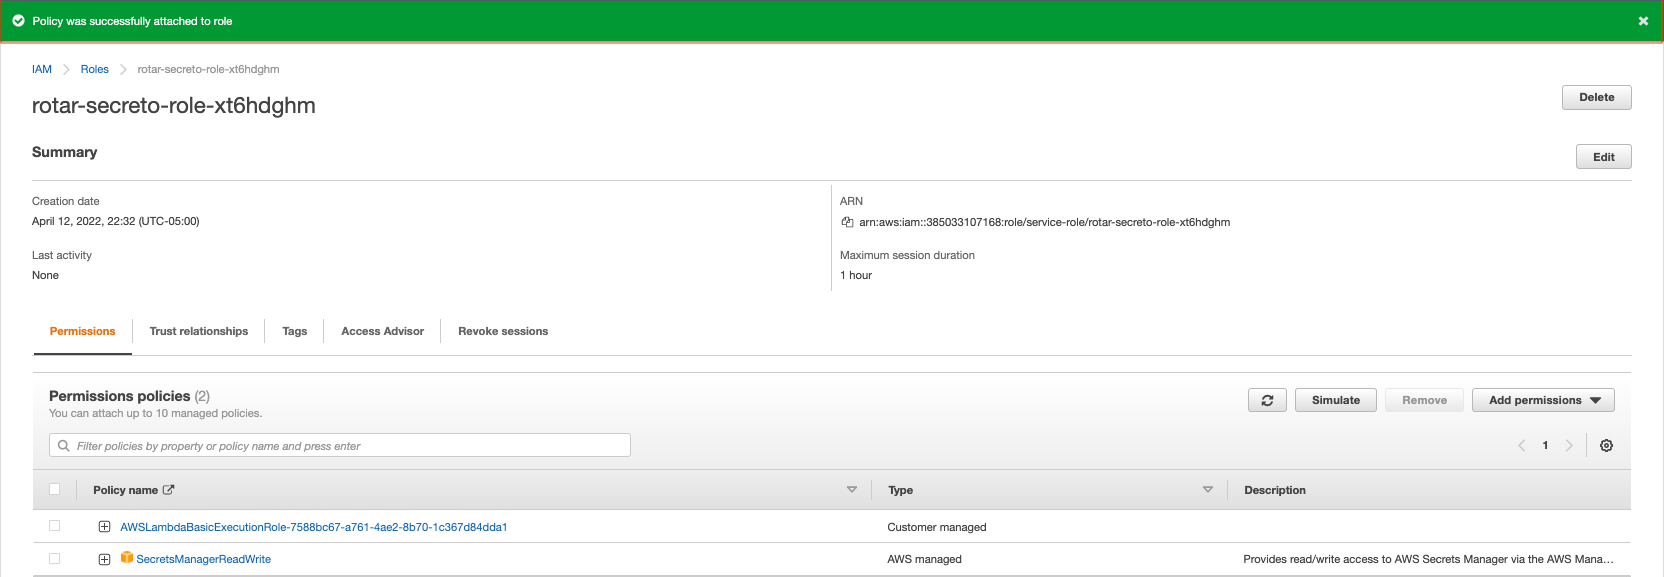 Policy was successfully attached to role
IAM Roles rotar-secreto-role-xt6hdghm
rotar-secreto-role-xt6hdghm
Delete
Summary
Edit
Creation date
April 12, 2022, 22:32 (UTC-05:00)
ARN
arn:aws:iam::385033107168:role/service-role/rotar-secreto-role-xt6hdghm
Last activity
None
Maximum session duration
1 hour
Permissions Trust relationships Tags Access Advisor Revoke sessions
Permissions policies (2)
You can attach up to 10 managed policies.
Simulate Remove Add permissions
Filter policies by property or policy name and press enter
1
Policy name Type Description
AWSLambdaBasicExecutionRole-7588bc67-a761-4ae2-8b70-1c367d84dda1 Customer managed
SecretsManagerReadWrite AWS managed Provides read/write access to AWS Secrets Manager via the AWS Mana…